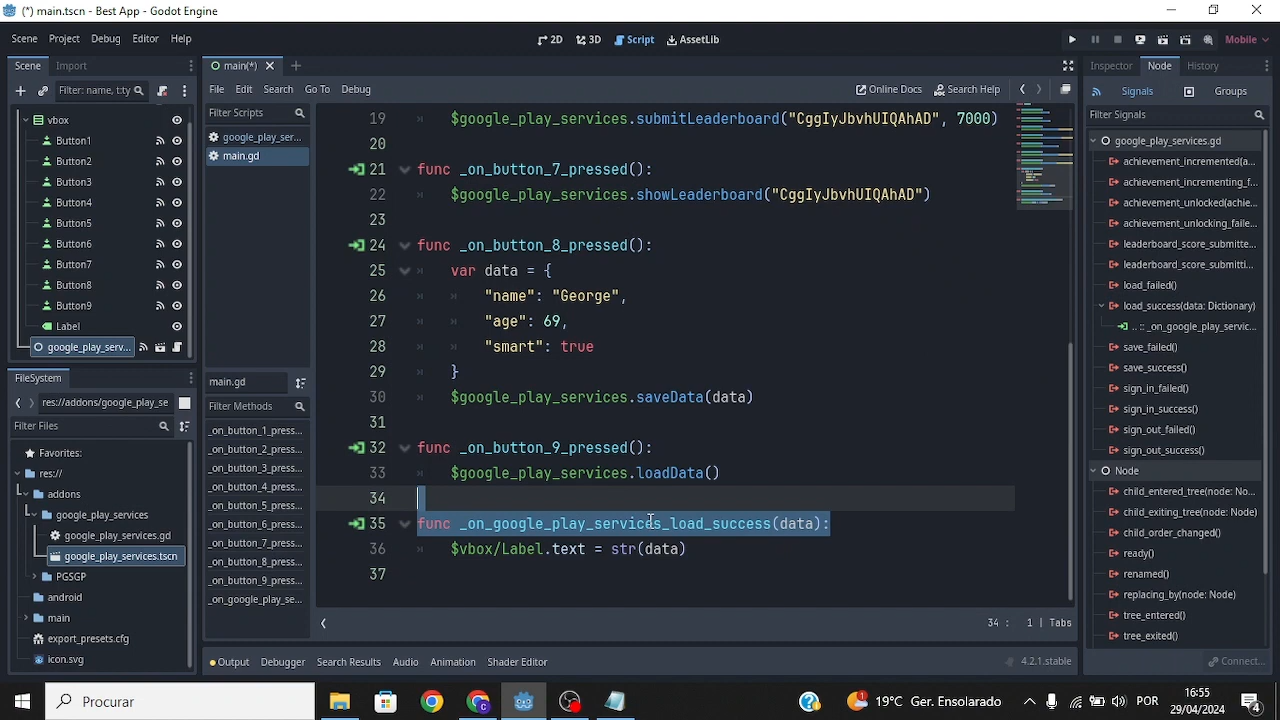 (*) main.tscn - Best App - Godot Engine
Scene Project Debug Editor Help
2D 3D Script AssetLib
Mobile
Scene Import
Filter: name, tty
vbox
Button1
Button2
Button3
Button4
Button5
Button6
Button7
Button8
Button9
Label
google_play_serv...
FileSystem
res://addons/google_play_se
Filter Files
Favorites:
res://
addons
google_play_services
google_play_services.gd
google_play_services.tscn
PGSGP
android
main
export_presets.cfg
icon.svg
main(*)
File Edit Search Go To Debug
Online Docs Search Help
Filter Scripts
google_play_ser...
main.gd
main.gd
Filter Methods
_on_button_1_press...
_on_button_2_press...
_on_button_3_press...
_on_button_4_press...
_on_button_5_press...
_on_button_6_press...
_on_button_7_press...
_on_button_8_press...
_on_button_9_press...
_on_google_play_se...
19 $google_play_services.submitLeaderboard("CggIyJbvhUIQAhAD", 7000)
20
21 func _on_button_7_pressed():
22 $google_play_services.showLeaderboard("CggIyJbvhUIQAhAD")
23
24 func _on_button_8_pressed():
25 var data = {
26 "name": "George",
27 "age": 69,
28 "smart": true
29 }
30 $google_play_services.saveData(data)
31
32 func _on_button_9_pressed():
33 $google_play_services.loadData()
34
35 func _on_google_play_services_load_success(data):
36 $vbox/Label.text = str(data)
37
34 : 1 | Tabs
Output Debugger Search Results Audio Animation Shader Editor
4.2.1.stable
Inspector Node History
Signals Groups
Filter Signals
google_play_services.gd
achievement_incremented(a...
achievement_incrementing_f...
achievement_unlocked(achie...
achievement_unlocking_faile...
leaderboard_score_submitte...
leaderboard_score_submitti...
load_failed()
load_success(data: Dictionary)
.. :: _on_google_play_servic...
save_failed()
save_success()
sign_in_failed()
sign_in_success()
sign_out_failed()
sign_out_success()
Node
child_entered_tree(node: No...
child_exiting_tree(node: Node)
child_order_changed()
ready()
renamed()
replacing_by(node: Node)
tree_entered()
tree_exited()
Connect...
Procurar
19°C Ger. Ensolarado
POR
16:55
29/04/2024
4